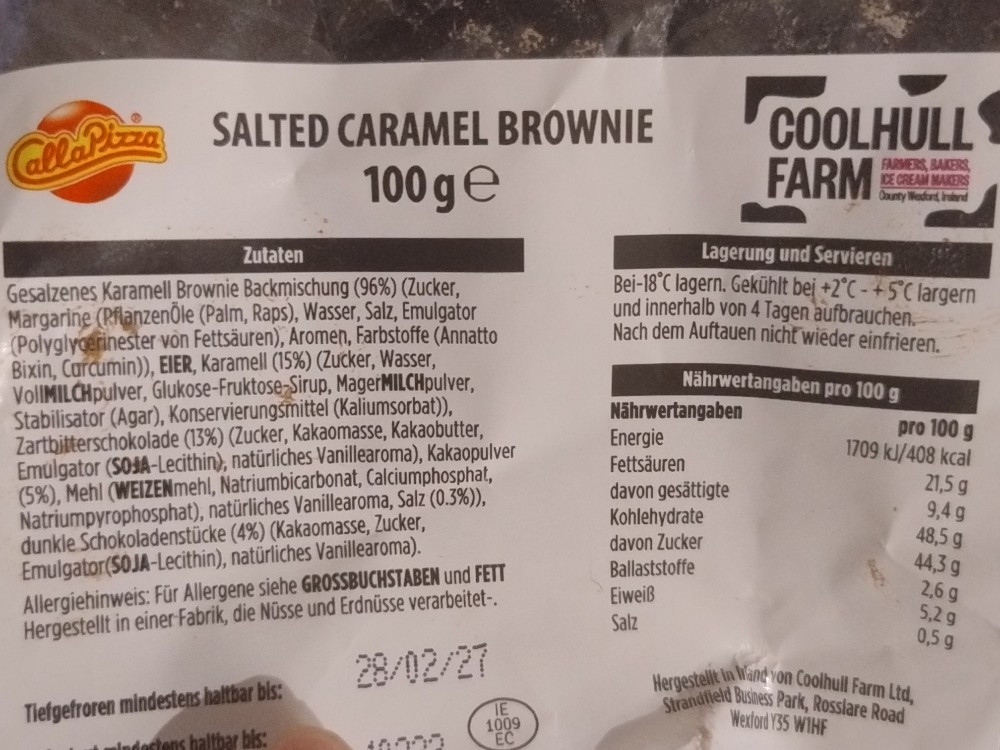 CallaPizza®
SALTED CARAMEL BROWNIE
100 g e
COOLHULL
FARM
FARMERS, BAKERS,
ICE CREAM MAKERS
County Wexford, Ireland
Zutaten
Gesalzenes Karamell Brownie Backmischung (96%) (Zucker,
Margarine (PflanzenÖle (Palm, Raps), Wasser, Salz, Emulgator
(Polyglycerinester von Fettsäuren), Aromen, Farbstoffe (Annatto
Bixin, Curcumin)), EIER, Karamell (15%) (Zucker, Wasser,
VollMILCHpulver, Glukose-Fruktose-Sirup, MagerMILCHpulver,
Stabilisator (Agar), Konservierungsmittel (Kaliumsorbat)),
Zartbitterschokolade (13%) (Zucker, Kakaomasse, Kakaobutter,
Emulgator (SOJA-Lecithin), natürliches Vanillearoma), Kakaopulver
(5%), Mehl (WEIZENmehl, Natriumbicarbonat, Calciumphosphat,
Natriumpyrophosphat), natürliches Vanillearoma, Salz (0.3%)),
dunkle Schokoladenstücke (4%) (Kakaomasse, Zucker,
Emulgator(SOJA-Lecithin), natürliches Vanillearoma).
Allergiehinweis: Für Allergene siehe GROSSBUCHSTABEN und FETT
Hergestellt in einer Fabrik, die Nüsse und Erdnüsse verarbeitet-.
Tiefgefroren mindestens haltbar bis: 28/02/27
mindestens haltbar bis:
IE
1009
EC
Lagerung und Servieren
Bei-18°C lagern. Gekühlt bei +2°C - +5°C largern
und innerhalb von 4 Tagen aufbrauchen.
Nach dem Auftauen nicht wieder einfrieren.
Nährwertangaben pro 100 g
Nährwertangaben pro 100 g
Energie 1709 kJ/408 kcal
Fettsäuren 21,5 g
davon gesättigte 9,4 g
Kohlehydrate 48,5 g
davon Zucker 44,3 g
Ballaststoffe 2,6 g
Eiweiß 5,2 g
Salz 0,5 g
Hergestellt in Irland von Coolhull Farm Ltd,
Strandfield Business Park, Rosslare Road
Wexford Y35 W1HF